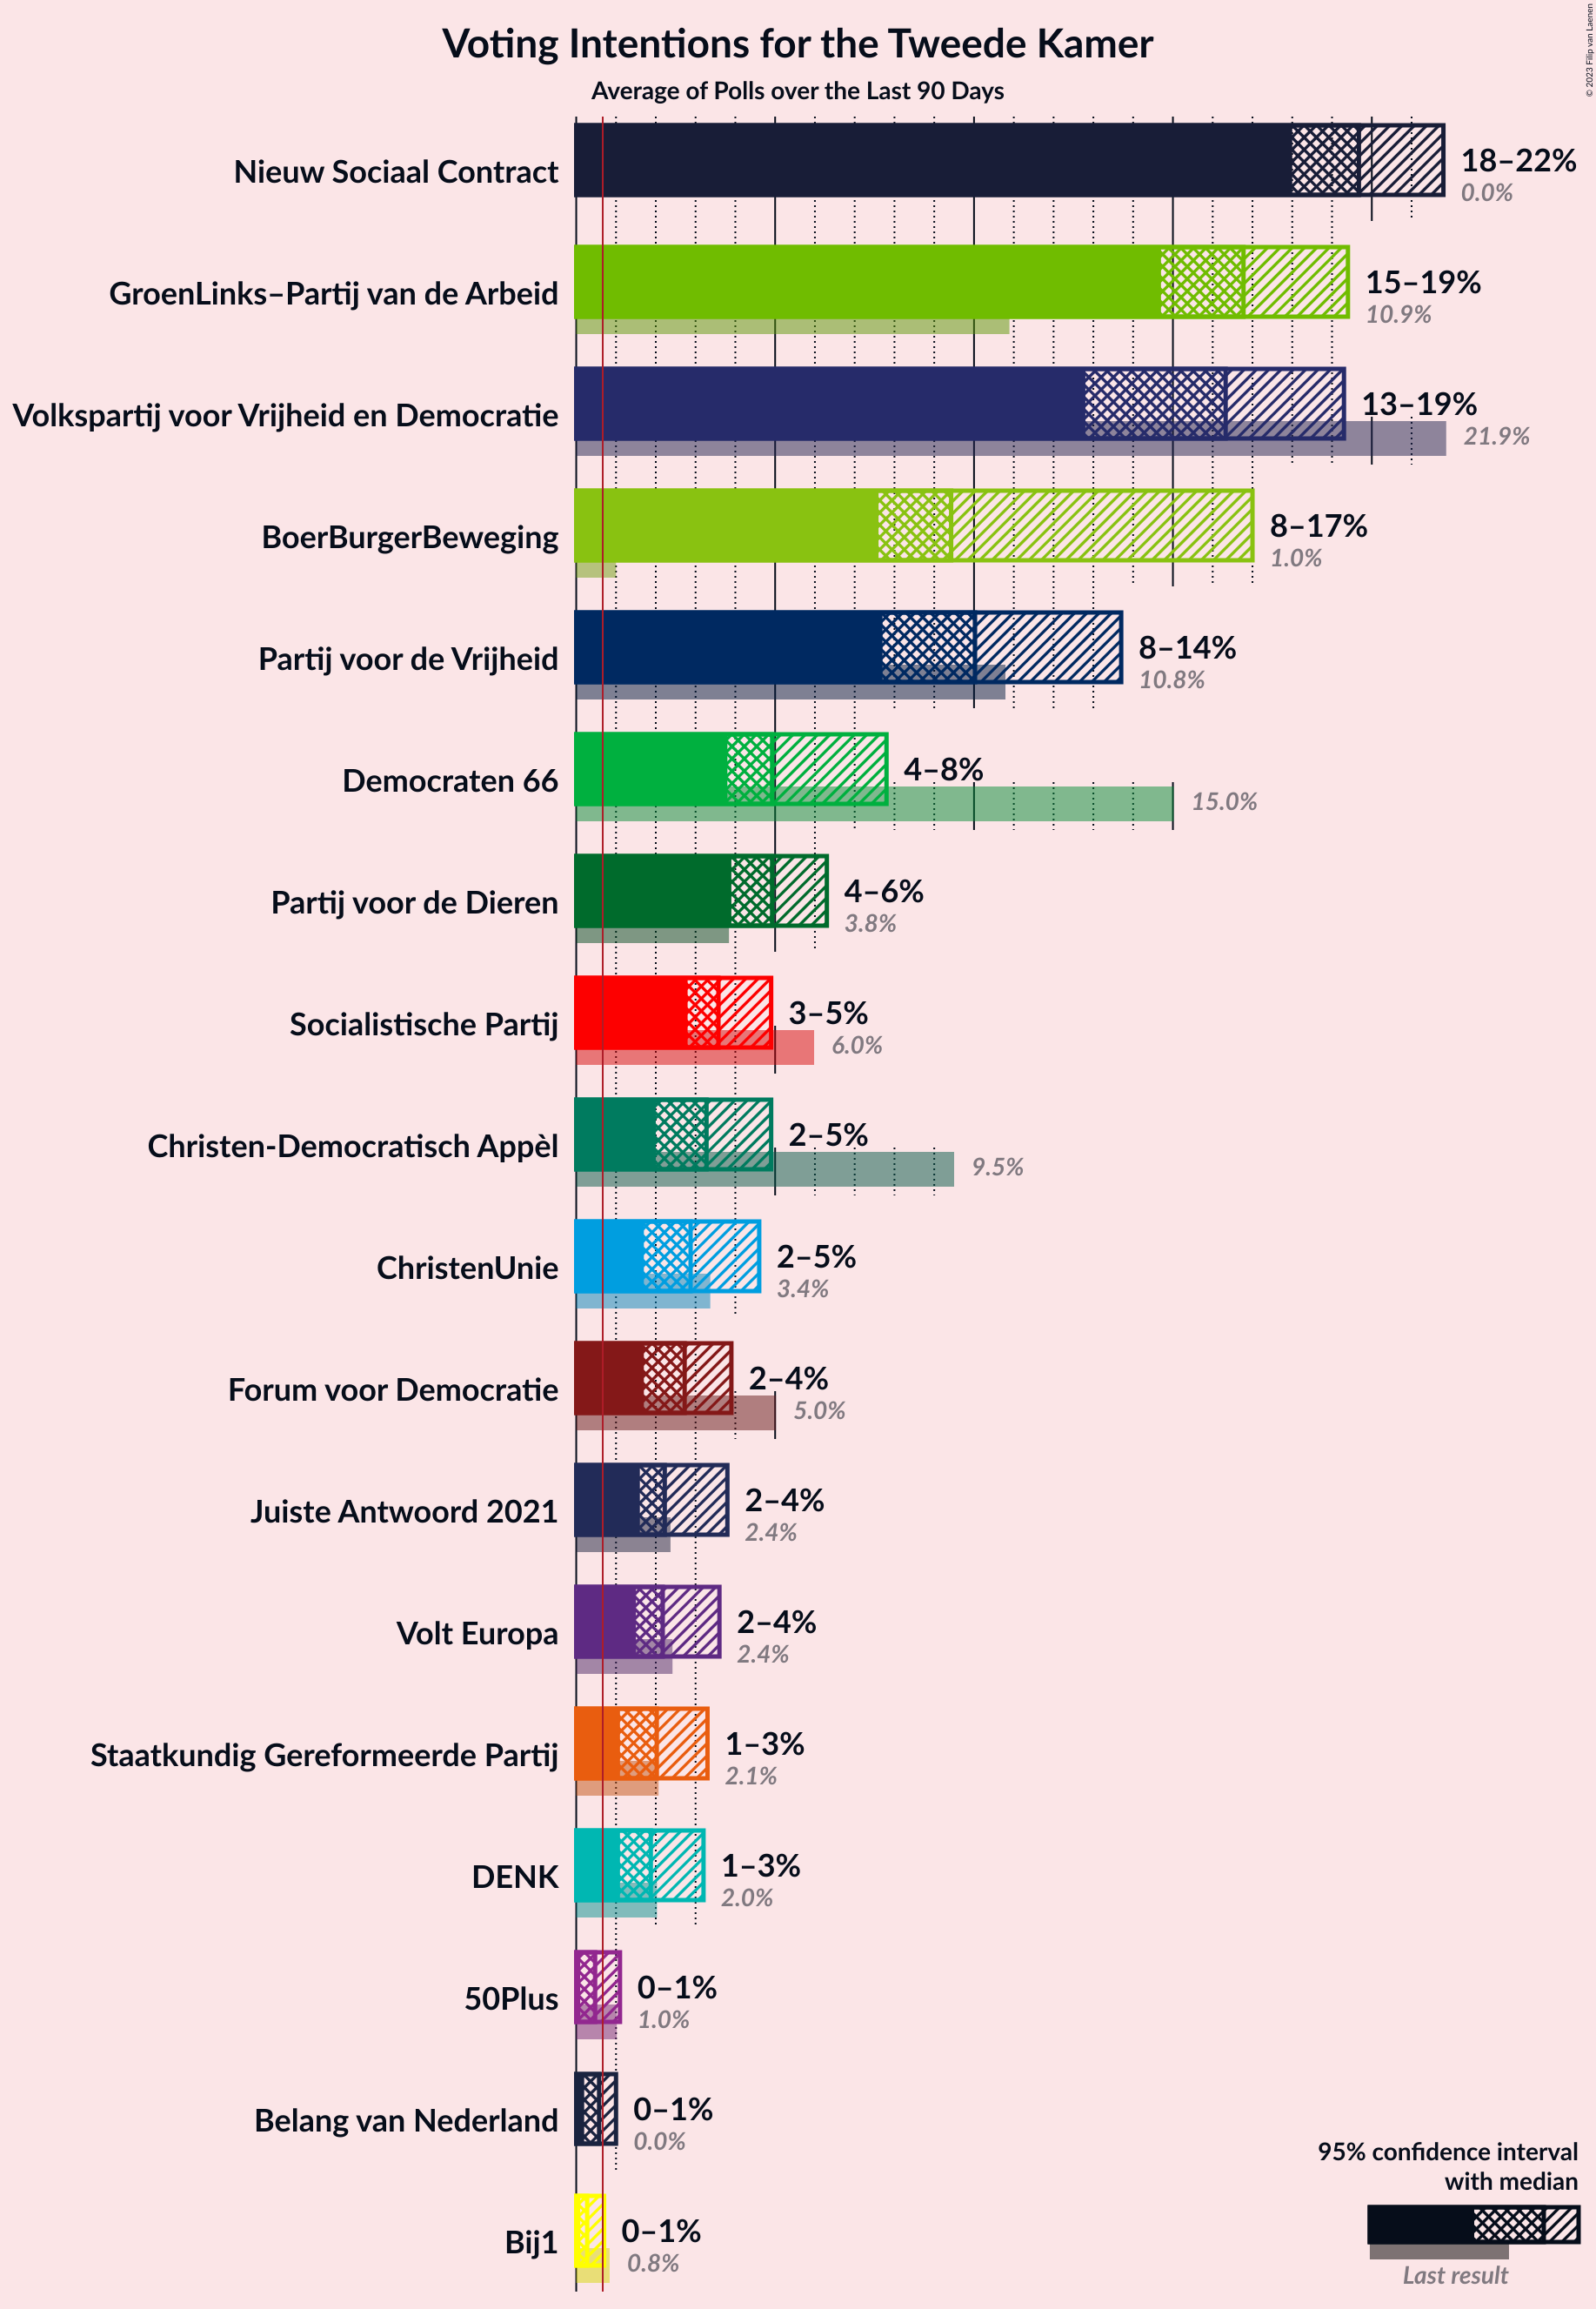 Voting Intentions for the Tweede Kamer
Average of Polls over the Last 90 Days
© 2023 Filip van Laenen
Nieuw Sociaal Contract
18–22%
0.0%
GroenLinks–Partij van de Arbeid
15–19%
10.9%
Volkspartij voor Vrijheid en Democratie
13–19%
21.9%
BoerBurgerBeweging
8–17%
1.0%
Partij voor de Vrijheid
8–14%
10.8%
Democraten 66
4–8%
15.0%
Partij voor de Dieren
4–6%
3.8%
Socialistische Partij
3–5%
6.0%
Christen-Democratisch Appèl
2–5%
9.5%
ChristenUnie
2–5%
3.4%
Forum voor Democratie
2–4%
5.0%
Juiste Antwoord 2021
2–4%
2.4%
Volt Europa
2–4%
2.4%
Staatkundig Gereformeerde Partij
1–3%
2.1%
DENK
1–3%
2.0%
50Plus
0–1%
1.0%
Belang van Nederland
0–1%
0.0%
Bij1
0–1%
0.8%
95% confidence interval
with median
Last result